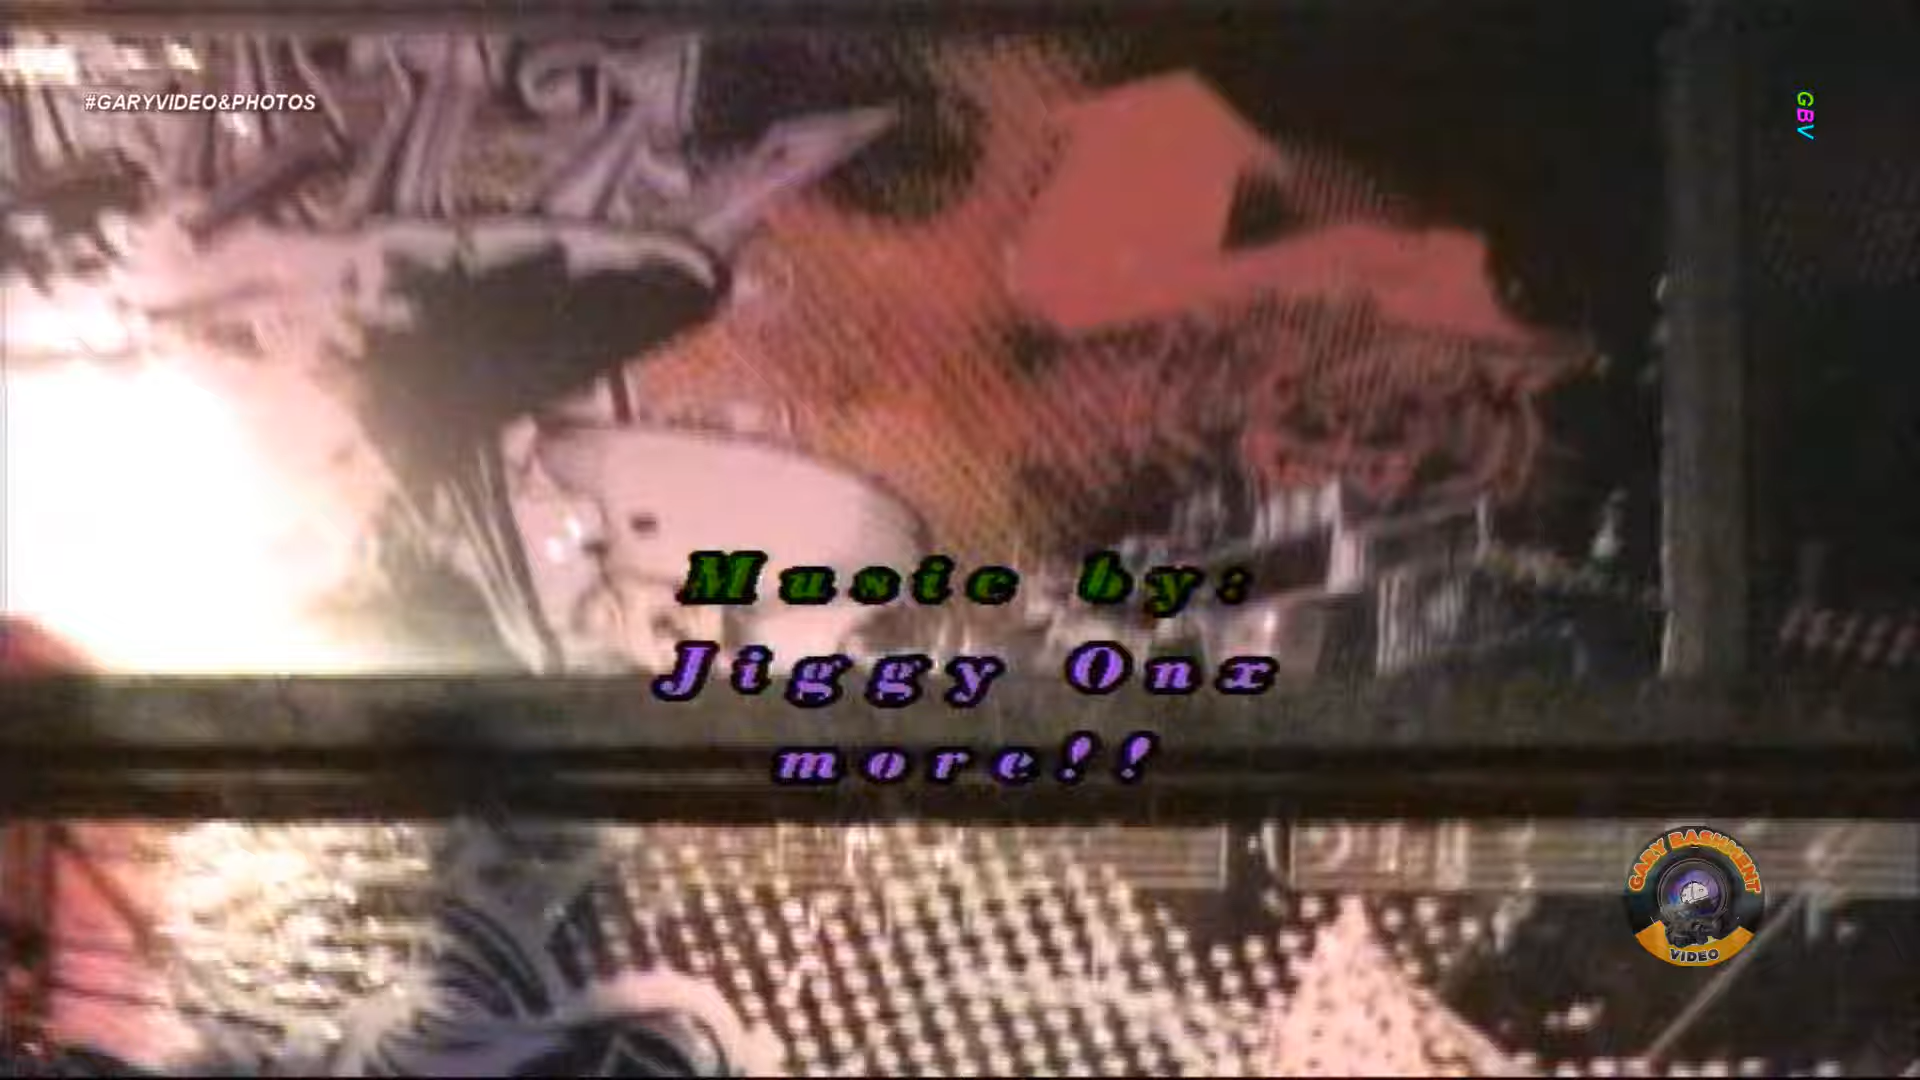 #GARYVIDEO&PHOTOS
GBV
Music by:
Jiggy Onx
more!!
GARY BASHMENT
VIDEO